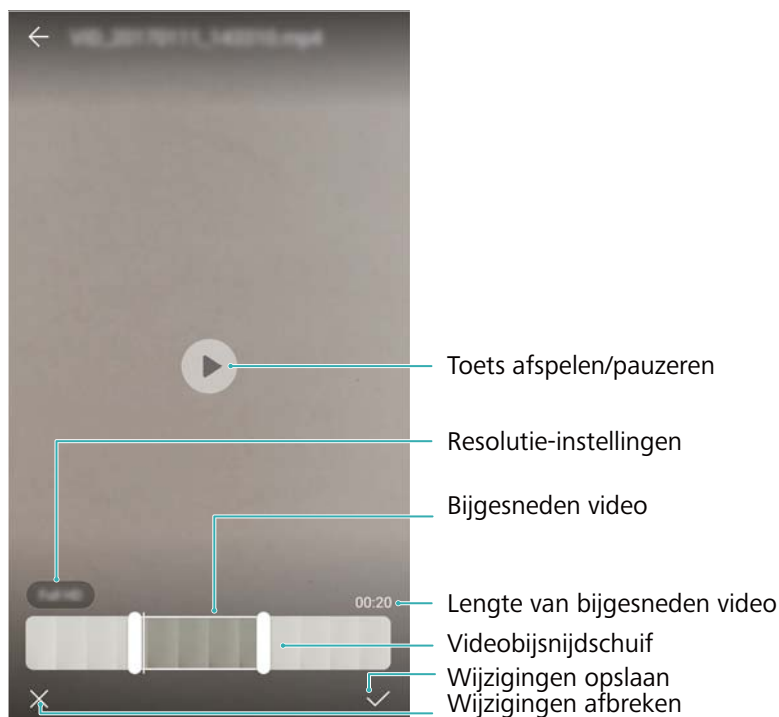 Toets afspelen/pauzeren
Resolutie-instellingen
Bijgesneden video
00:20
Lengte van bijgesneden video
Videobijsnijdschuif
Wijzigingen opslaan
Wijzigingen afbreken